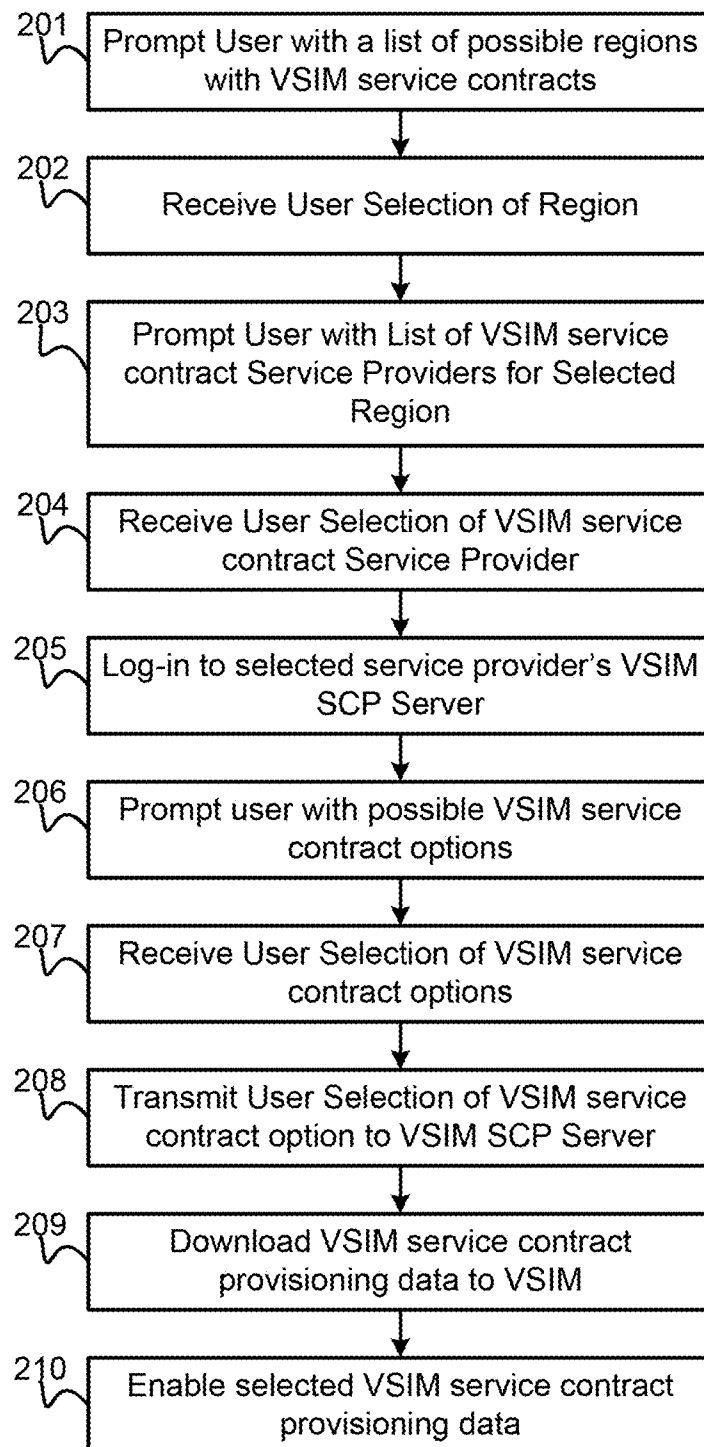 201
Prompt User with a list of possible regions
with VSIM service contracts
202
Receive User Selection of Region
203
Prompt User with List of VSIM service
contract Service Providers for Selected
Region
204
Receive User Selection of VSIM service
contract Service Provider
205
Log-in to selected service provider's VSIM
SCP Server
206
Prompt user with possible VSIM service
contract options
207
Receive User Selection of VSIM service
contract options
208
Transmit User Selection of VSIM service
contract option to VSIM SCP Server
209
Download VSIM service contract
provisioning data to VSIM
210
Enable selected VSIM service contract
provisioning data